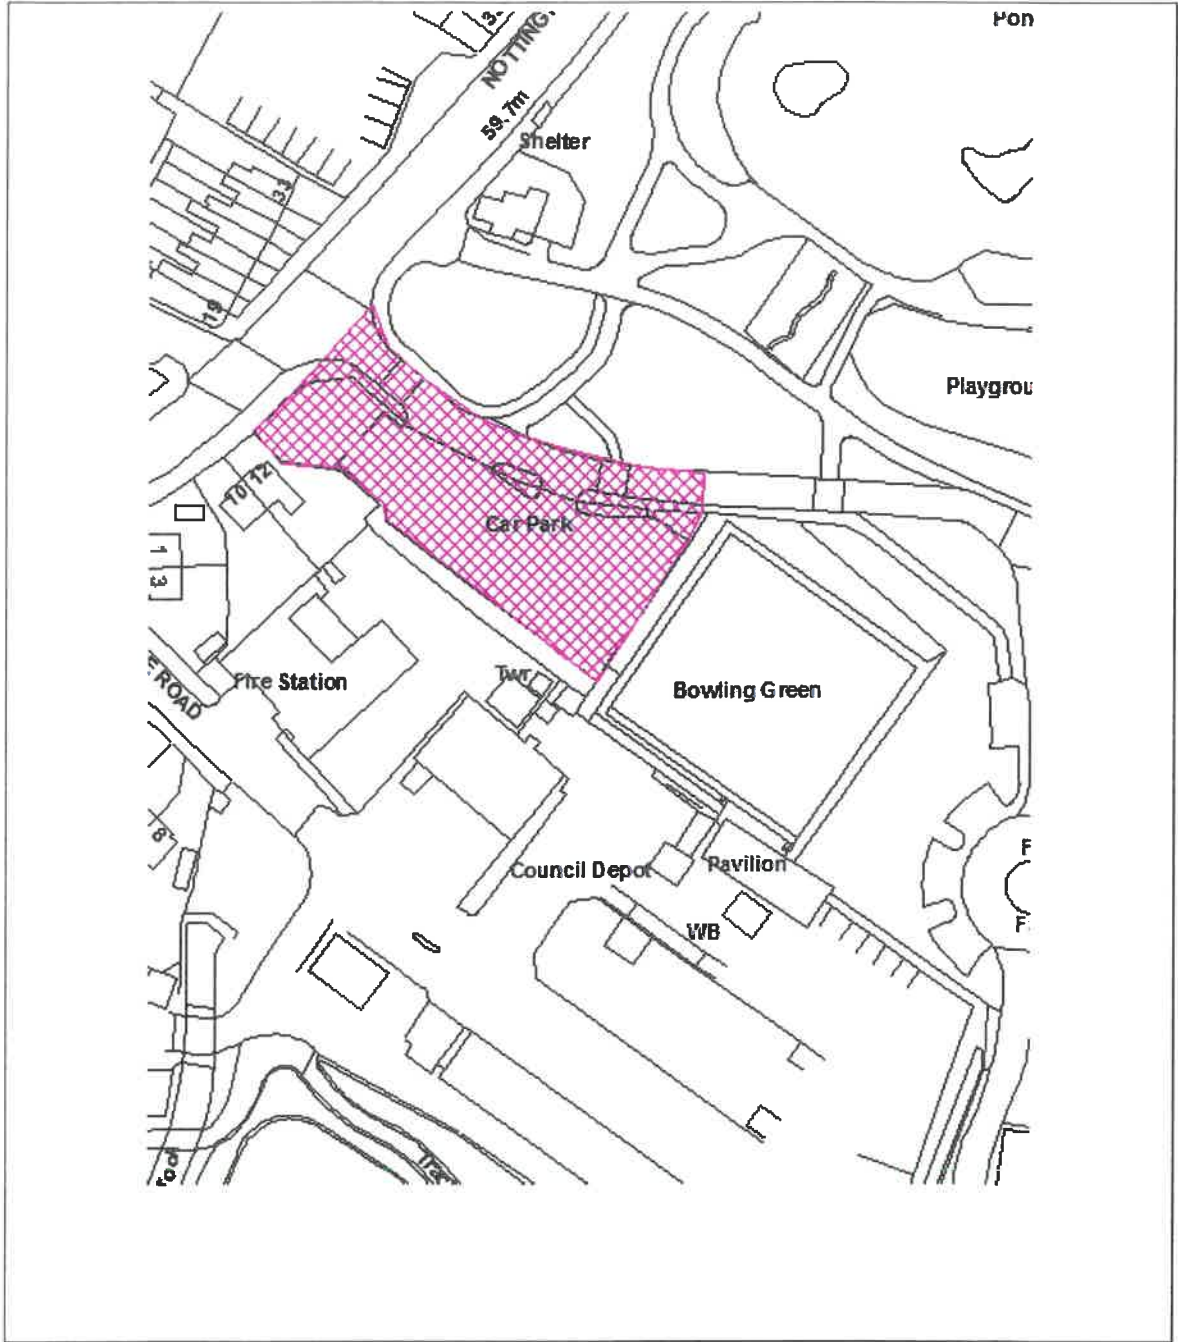 Pon
NOTTING
59.7m
Shelter
33
19
Playgrou
10
12
Car Park
1
3
Fire Station
Twr
Bowling Green
E ROAD
8
Council Depot
Pavilion
WB
F
F
Trac